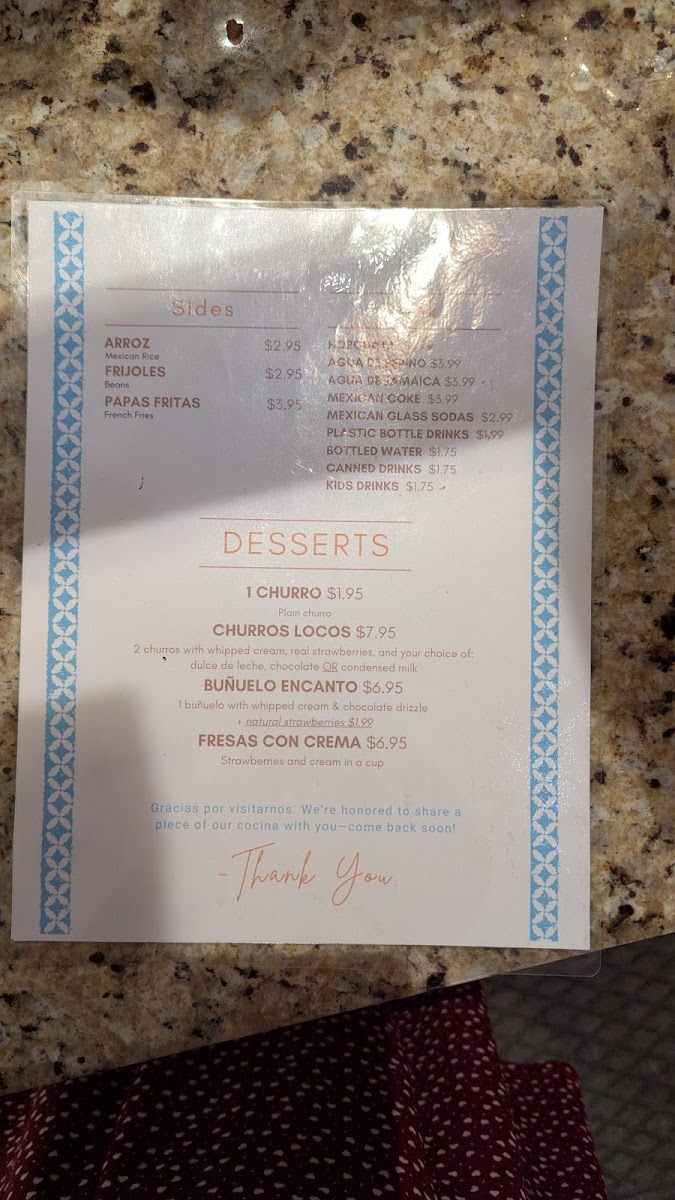 Sides
ARROZ $2.95
Mexican Rice
FRIJOLES $2.95
Beans
PAPAS FRITAS $3.95
French Fries
HORCHATA
AGUA DE PEPINO $3.99
AGUA DE JAMAICA $3.99
MEXICAN COKE $3.99
MEXICAN GLASS SODAS $2.99
PLASTIC BOTTLE DRINKS $1,99
BOTTLED WATER $1.75
CANNED DRINKS $1.75
KIDS DRINKS $1.75
DESSERTS
1 CHURRO $1.95
Plain churro
CHURROS LOCOS $7.95
2 churros with whipped cream, real strawberries, and your choice of:
dulce de leche, chocolate OR condensed milk
BUÑUELO ENCANTO $6.95
1 buñuelo with whipped cream & chocolate drizzle
+ natural strawberries $1.99
FRESAS CON CREMA $6.95
Strawberries and cream in a cup
Gracias por visitarnos. We're honored to share a
piece of our cocina with you—come back soon!
-Thank You